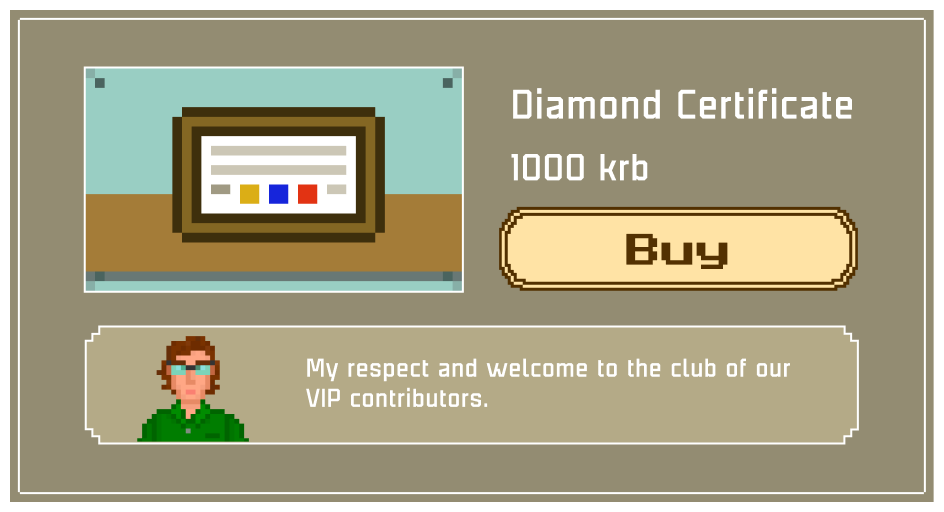 Diamond Certificate
1000 krb
Buy
My respect and welcome to the club of our
VIP contributors.